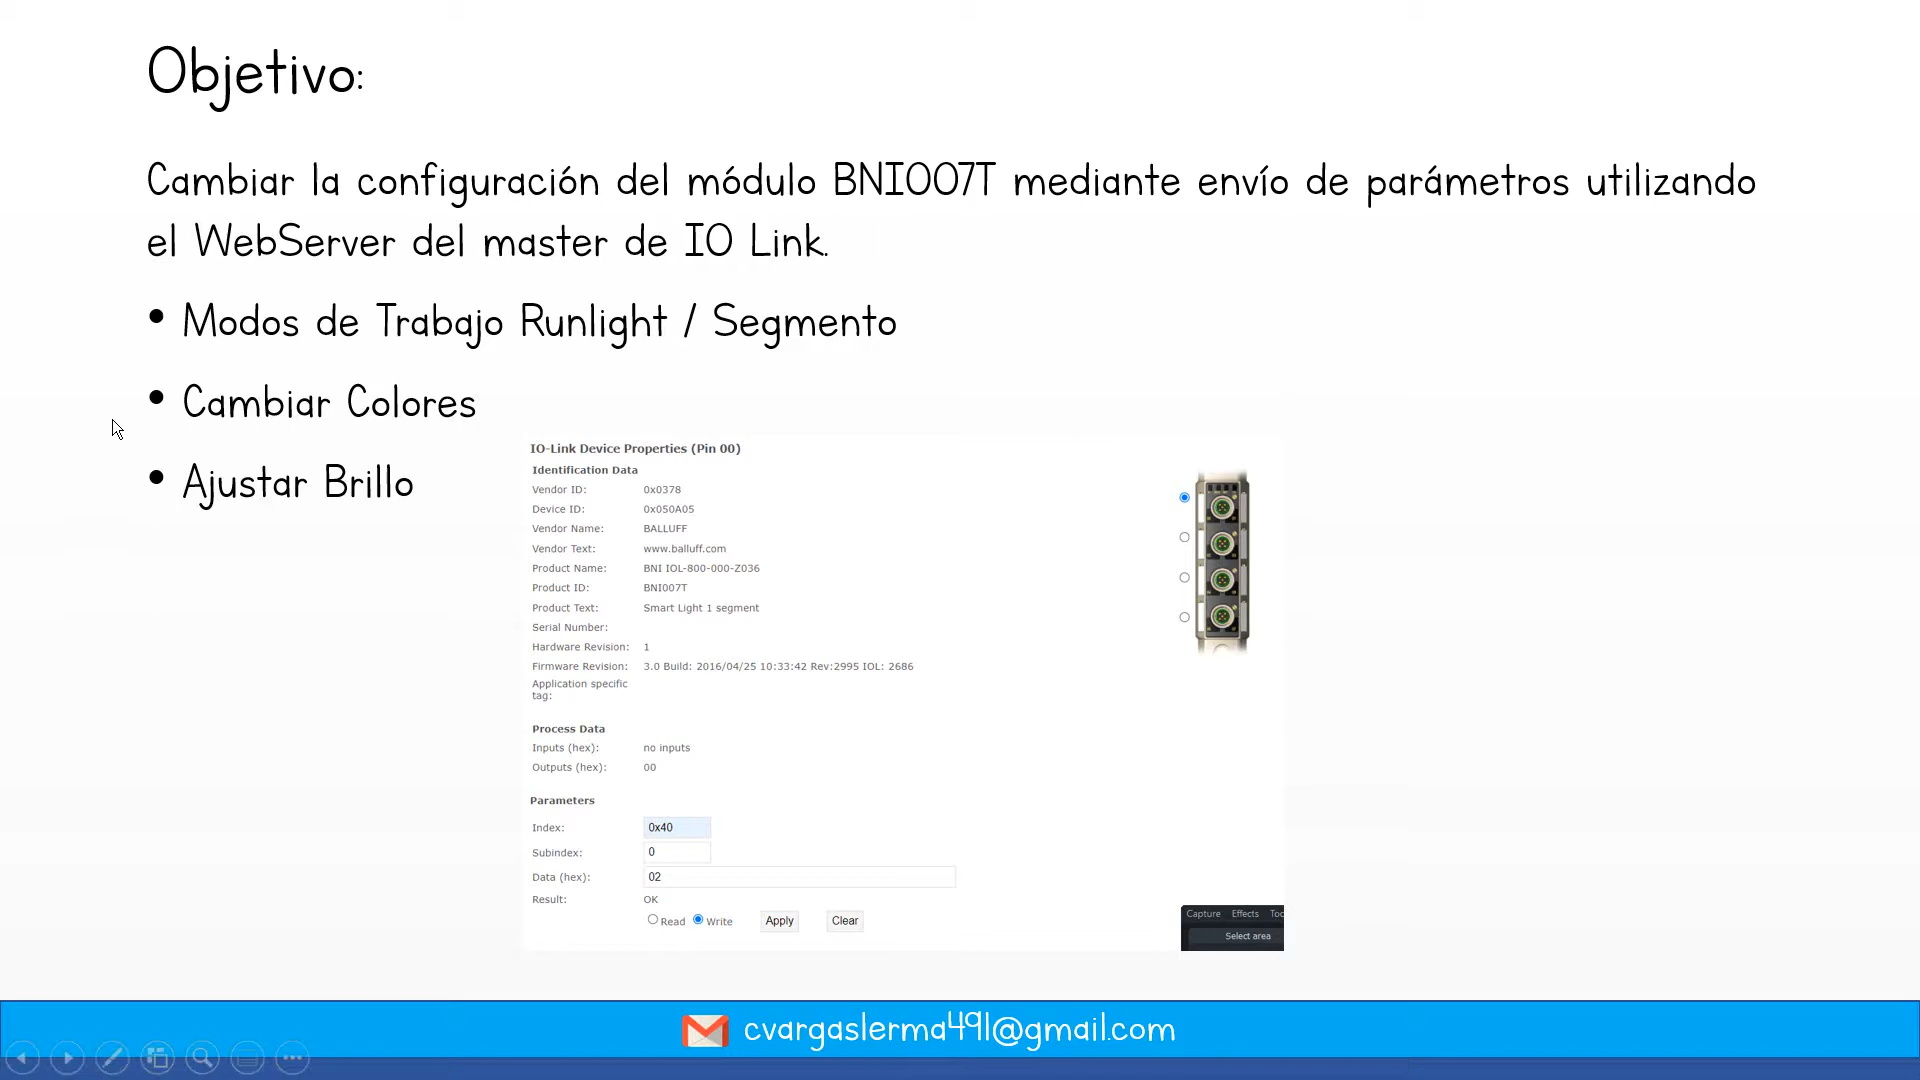 Objetivo:
Cambiar la configuración del módulo BNI007T mediante envío de parámetros utilizando
el WebServer del master de IO Link.
• Modos de Trabajo Runlight / Segmento
• Cambiar Colores
• Ajustar Brillo
IO-Link Device Properties (Pin 00)
Identification Data
Vendor ID: 0x0378
Device ID: 0x050A05
Vendor Name: BALLUFF
Vendor Text: www.balluff.com
Product Name: BNI IOL-800-000-Z036
Product ID: BNI007T
Product Text: Smart Light 1 segment
Serial Number:
Hardware Revision: 1
Firmware Revision: 3.0 Build: 2016/04/25 10:33:42 Rev:2995 IOL: 2686
Application specific
tag:
Process Data
Inputs (hex): no inputs
Outputs (hex): 00
Parameters
Index: 0x40
Subindex: 0
Data (hex): 02
Result: OK
Read Write Apply Clear
Capture Effects Too
Select area
cvargaslerma491@gmail.com